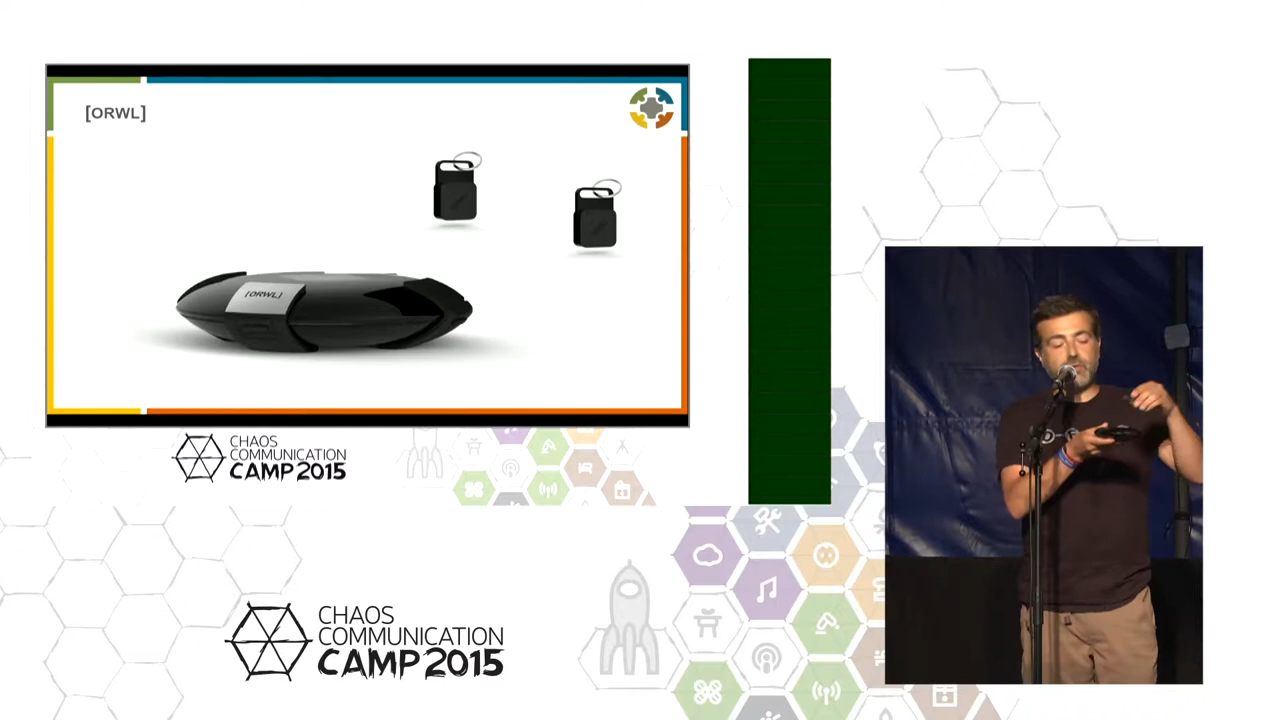 [ORWL]
[ORWL]
CHAOS
COMMUNICATION
CAMP 2015
CHAOS
COMMUNICATION
CAMP 2015